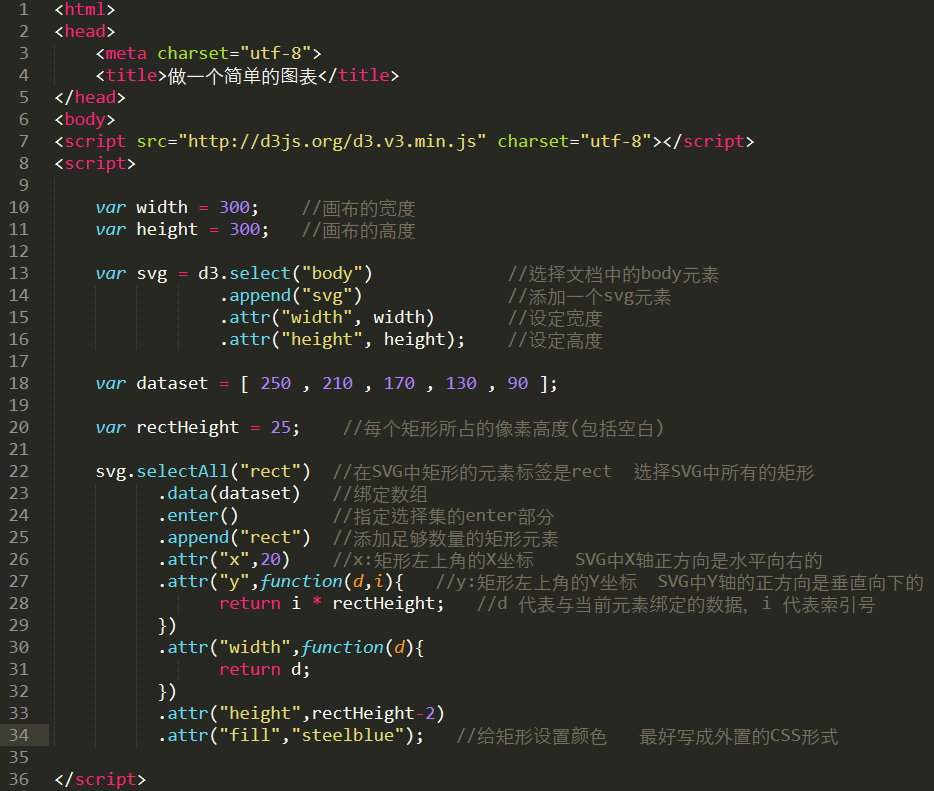 1 <html>
2 <head>
3     <meta charset="utf-8">
4     <title>做一个简单的图表</title>
5 </head>
6 <body>
7 <script src="http://d3js.org/d3.v3.min.js" charset="utf-8"></script>
8 <script>
9
10     var width = 300;    //画布的宽度
11     var height = 300;   //画布的高度
12
13     var svg = d3.select("body")             //选择文档中的body元素
14                 .append("svg")              //添加一个svg元素
15                 .attr("width", width)       //设定宽度
16                 .attr("height", height);    //设定高度
17
18     var dataset = [ 250 , 210 , 170 , 130 , 90 ];
19
20     var rectHeight = 25;    //每个矩形所占的像素高度(包括空白)
21
22     svg.selectAll("rect")  //在SVG中矩形的元素标签是rect  选择SVG中所有的矩形
23           .data(dataset)   //绑定数组
24           .enter()         //指定选择集的enter部分
25           .append("rect")  //添加足够数量的矩形元素
26           .attr("x",20)    //x:矩形左上角的X坐标    SVG中X轴正方向是水平向右的
27           .attr("y",function(d,i){   //y:矩形左上角的Y坐标  SVG中Y轴的正方向是垂直向下的
28                 return i * rectHeight;   //d 代表与当前元素绑定的数据, i 代表索引号
29           })
30           .attr("width",function(d){
31                 return d;
32           })
33           .attr("height",rectHeight-2)
34           .attr("fill","steelblue");   //给矩形设置颜色   最好写成外置的CSS形式
35
36 </script>